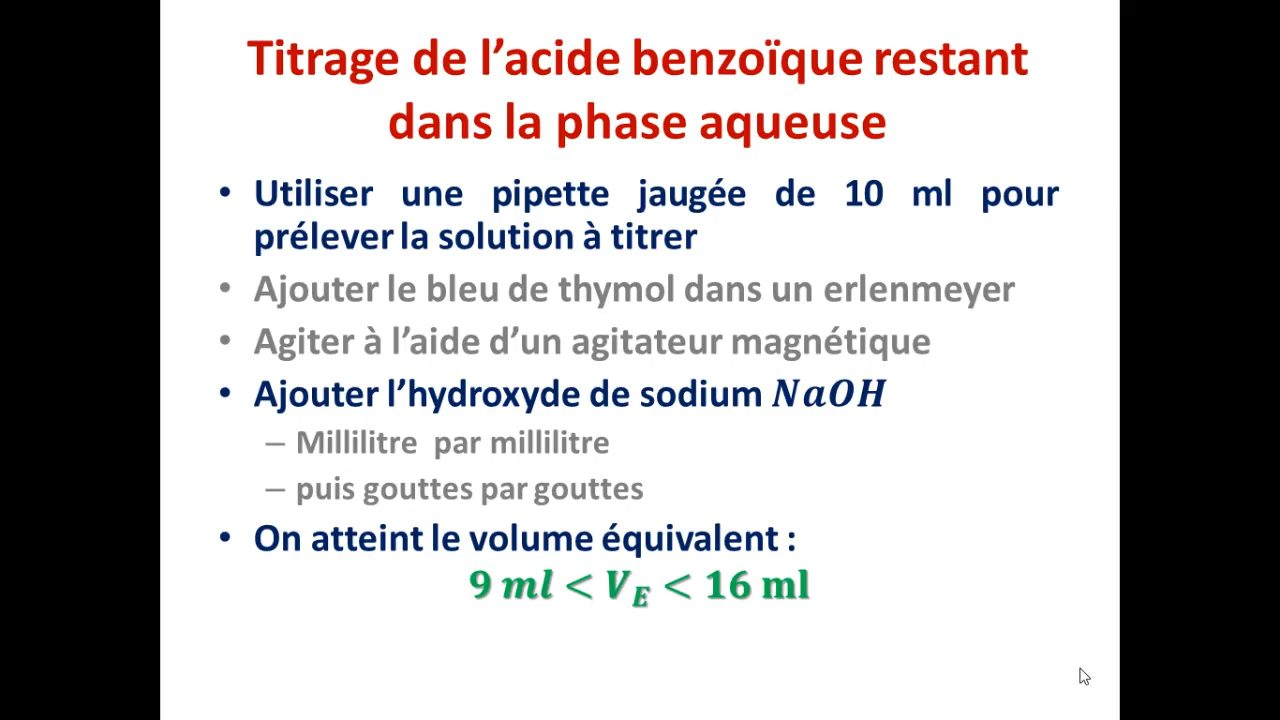 Titrage de l’acide benzoïque restant
dans la phase aqueuse
• Utiliser une pipette jaugée de 10 ml pour
prélever la solution à titrer
• Ajouter le bleu de thymol dans un erlenmeyer
• Agiter à l’aide d’un agitateur magnétique
• Ajouter l’hydroxyde de sodium NaOH
– Millilitre par millilitre
– puis gouttes par gouttes
• On atteint le volume équivalent :
9 ml < V_E < 16 ml